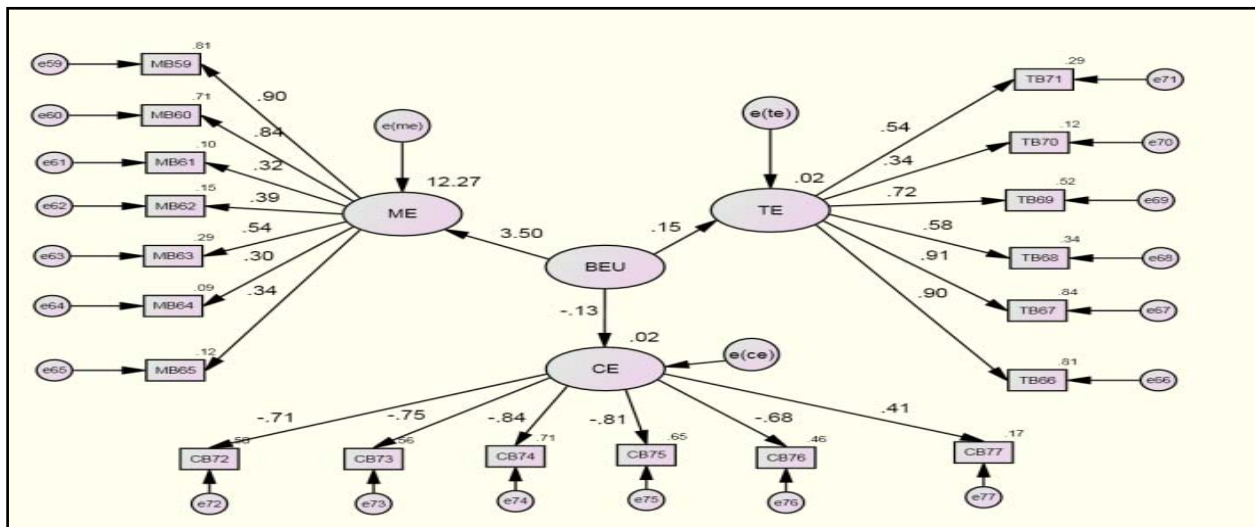 .81
e59 MB59
.90
.71
e60 MB60
.84
.10
e61 MB61
.32
.15
e62 MB62
.39
.29
e63 MB63
.54
.09
e64 MB64
.30
.12
e65 MB65
.34
e(me)
12.27
ME
3.50
BEU
.15
-.13
e(te)
.02
TE
.29
TB71 e71
.54
.12
TB70 e70
.34
.52
TB69 e69
.72
.34
TB68 e68
.58
.84
TB67 e67
.91
.81
TB66 e66
.90
.02
CE
e(ce)
-.71
-.75
-.84
-.81
-.68
.41
CB72
.56
CB73
.71
CB74
.65
CB75
.46
CB76
.17
CB77
e72
e73
e74
e75
e76
e77